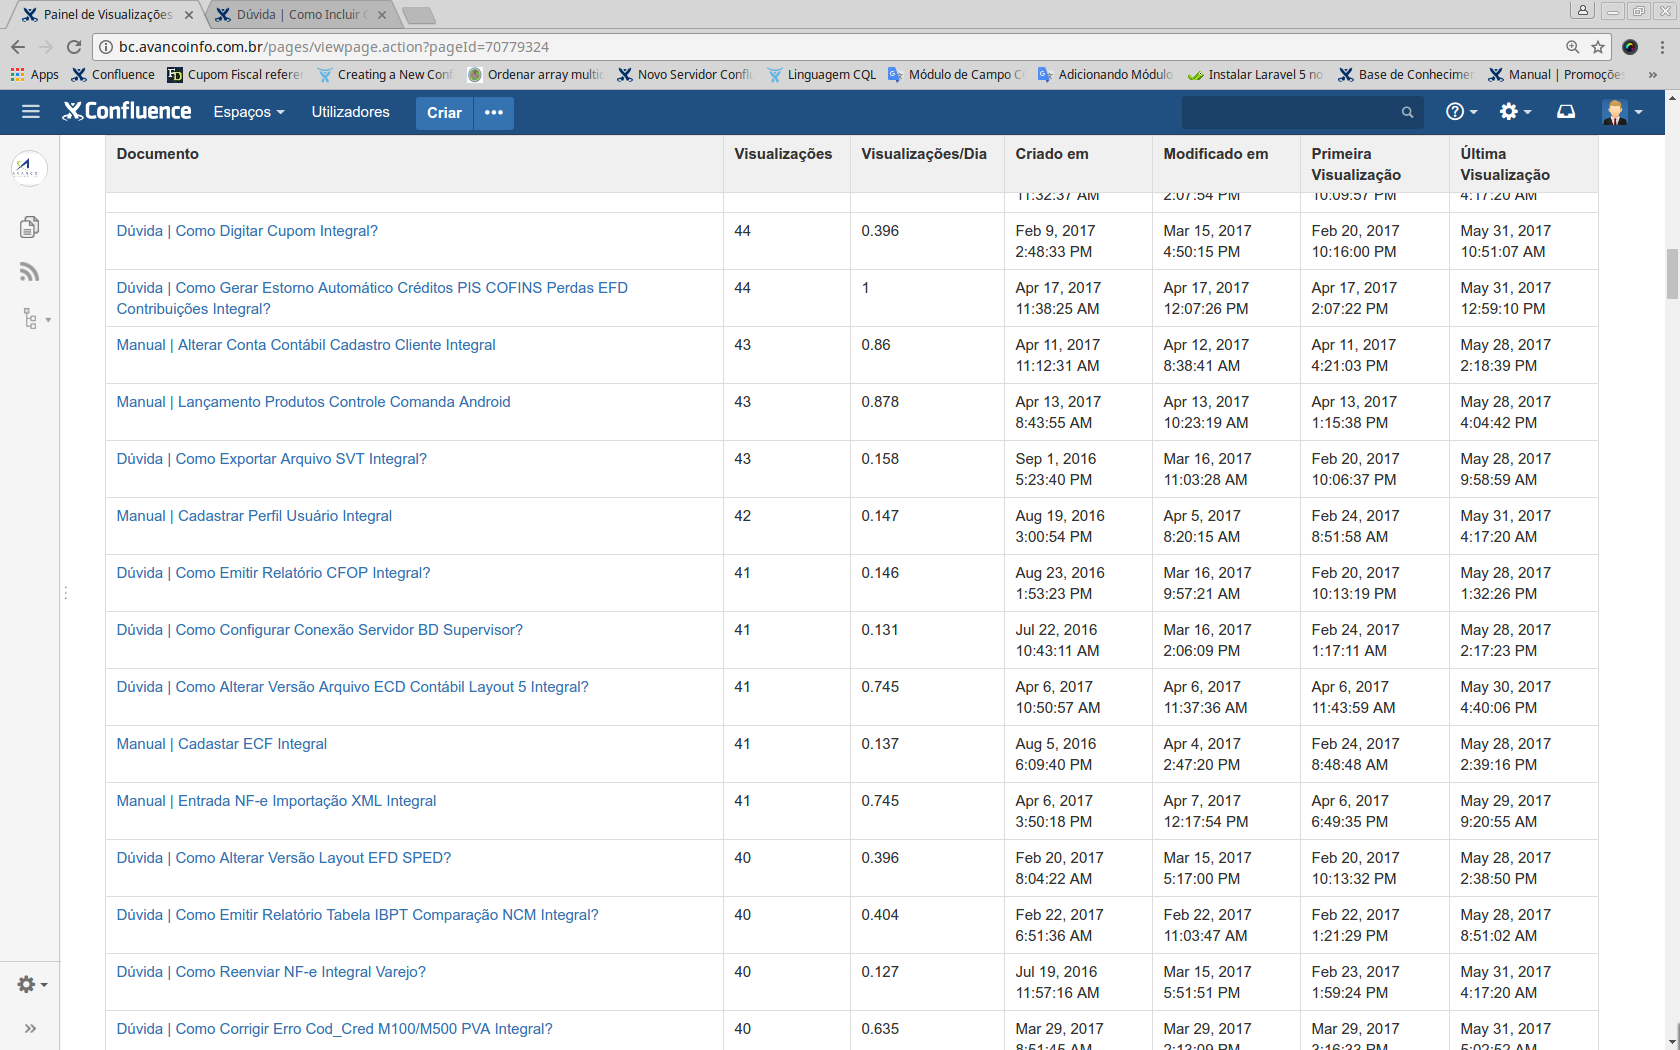 Painel de Visualizações
Dúvida | Como Incluir
bc.avancoinfo.com.br/pages/viewpage.action?pageId=70779324
Apps Confluence Cupom Fiscal refere Creating a New Conf Ordenar array multi Novo Servidor Conflu Linguagem CQL Módulo de Campo Adicionando Módulo Instalar Laravel 5 no Base de Conhecimen Manual | Promoções »
Confluence Espaços Utilizadores Criar •••
Documento Visualizações Visualizações/Dia Criado em Modificado em Primeira Última
Visualização Visualização
11:32:37 AM 2:07:54 PM 10:09:57 PM 4:17:20 AM
Dúvida | Como Digitar Cupom Integral? 44 0.396 Feb 9, 2017 Mar 15, 2017 Feb 20, 2017 May 31, 2017
2:48:33 PM 4:50:15 PM 10:16:00 PM 10:51:07 AM
Dúvida | Como Gerar Estorno Automático Créditos PIS COFINS Perdas EFD 44 1 Apr 17, 2017 Apr 17, 2017 Apr 17, 2017 May 31, 2017
Contribuições Integral? 11:38:25 AM 12:07:26 PM 2:07:22 PM 12:59:10 PM
Manual | Alterar Conta Contábil Cadastro Cliente Integral 43 0.86 Apr 11, 2017 Apr 12, 2017 Apr 11, 2017 May 28, 2017
11:12:31 AM 8:38:41 AM 4:21:03 PM 2:18:39 PM
Manual | Lançamento Produtos Controle Comanda Android 43 0.878 Apr 13, 2017 Apr 13, 2017 Apr 13, 2017 May 28, 2017
8:43:55 AM 10:23:19 AM 1:15:38 PM 4:04:42 PM
Dúvida | Como Exportar Arquivo SVT Integral? 43 0.158 Sep 1, 2016 Mar 16, 2017 Feb 20, 2017 May 28, 2017
5:23:40 PM 11:03:28 AM 10:06:37 PM 9:58:59 AM
Manual | Cadastrar Perfil Usuário Integral 42 0.147 Aug 19, 2016 Apr 5, 2017 Feb 24, 2017 May 31, 2017
3:00:54 PM 8:20:15 AM 8:51:58 AM 4:17:20 AM
Dúvida | Como Emitir Relatório CFOP Integral? 41 0.146 Aug 23, 2016 Mar 16, 2017 Feb 20, 2017 May 28, 2017
1:53:23 PM 9:57:21 AM 10:13:19 PM 1:32:26 PM
Dúvida | Como Configurar Conexão Servidor BD Supervisor? 41 0.131 Jul 22, 2016 Mar 16, 2017 Feb 24, 2017 May 28, 2017
10:43:11 AM 2:06:09 PM 1:17:11 AM 2:17:23 PM
Dúvida | Como Alterar Versão Arquivo ECD Contábil Layout 5 Integral? 41 0.745 Apr 6, 2017 Apr 6, 2017 Apr 6, 2017 May 30, 2017
10:50:57 AM 11:37:36 AM 11:43:59 AM 4:40:06 PM
Manual | Cadastar ECF Integral 41 0.137 Aug 5, 2016 Apr 4, 2017 Feb 24, 2017 May 28, 2017
6:09:40 PM 2:47:20 PM 8:48:48 AM 2:39:16 PM
Manual | Entrada NF-e Importação XML Integral 41 0.745 Apr 6, 2017 Apr 7, 2017 Apr 6, 2017 May 29, 2017
3:50:18 PM 12:17:54 PM 6:49:35 PM 9:20:55 AM
Dúvida | Como Alterar Versão Layout EFD SPED? 40 0.396 Feb 20, 2017 Mar 15, 2017 Feb 20, 2017 May 28, 2017
8:04:22 AM 5:17:00 PM 10:13:32 PM 2:38:50 PM
Dúvida | Como Emitir Relatório Tabela IBPT Comparação NCM Integral? 40 0.404 Feb 22, 2017 Feb 22, 2017 Feb 22, 2017 May 28, 2017
6:51:36 AM 11:03:47 AM 1:21:29 PM 8:51:02 AM
Dúvida | Como Reenviar NF-e Integral Varejo? 40 0.127 Jul 19, 2016 Mar 15, 2017 Feb 23, 2017 May 31, 2017
11:57:16 AM 5:51:51 PM 1:59:24 PM 4:17:20 AM
Dúvida | Como Corrigir Erro Cod_Cred M100/M500 PVA Integral? 40 0.635 Mar 29, 2017 Mar 29, 2017 Mar 29, 2017 May 31, 2017
8:51:45 AM 2:13:09 PM 3:16:33 PM 5:02:52 AM